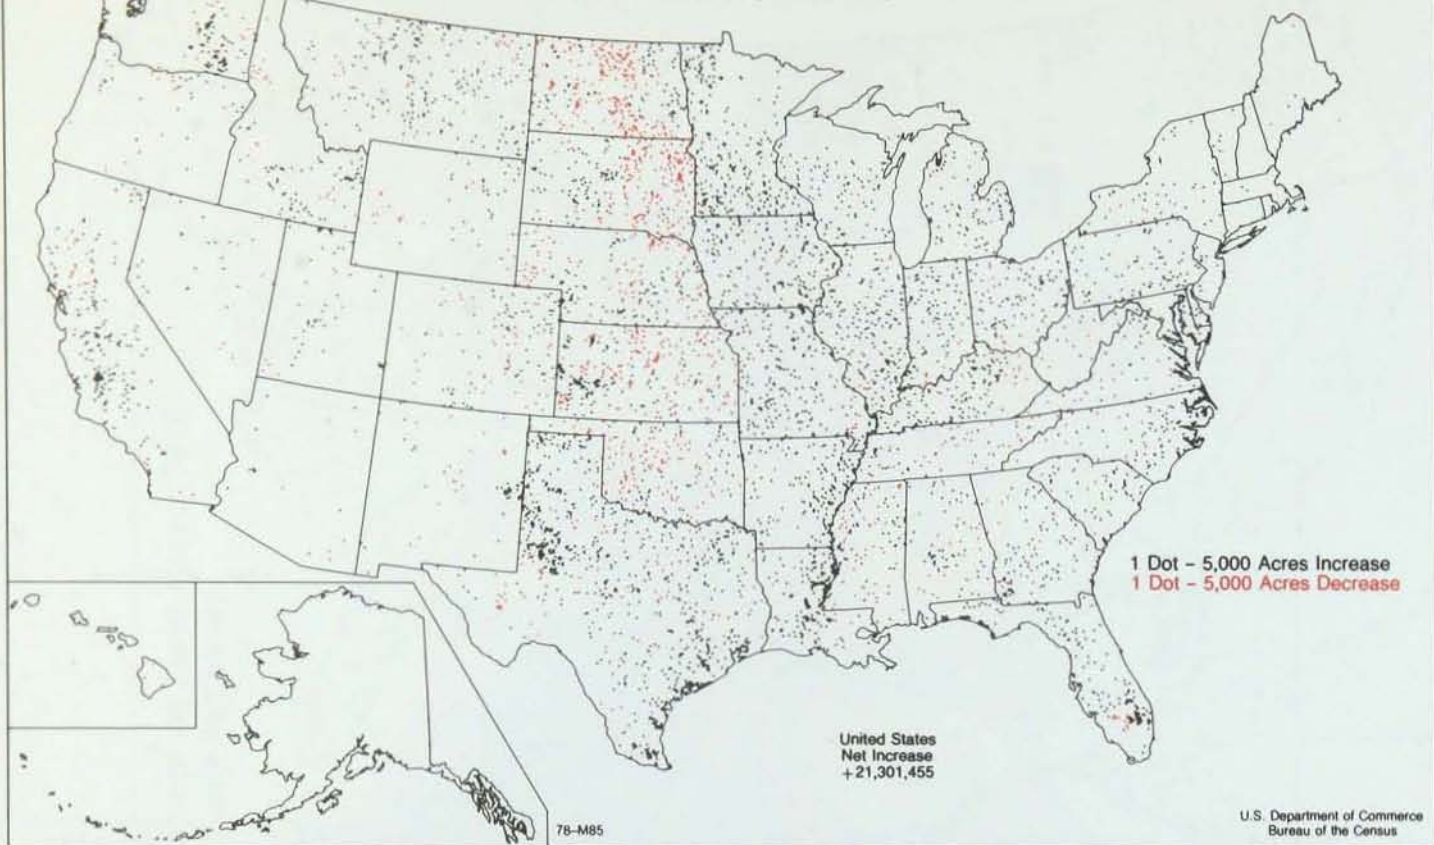 1 Dot – 5,000 Acres Increase
1 Dot – 5,000 Acres Decrease
United States
Net Increase
+21,301,455
78–M85
U.S. Department of Commerce
Bureau of the Census